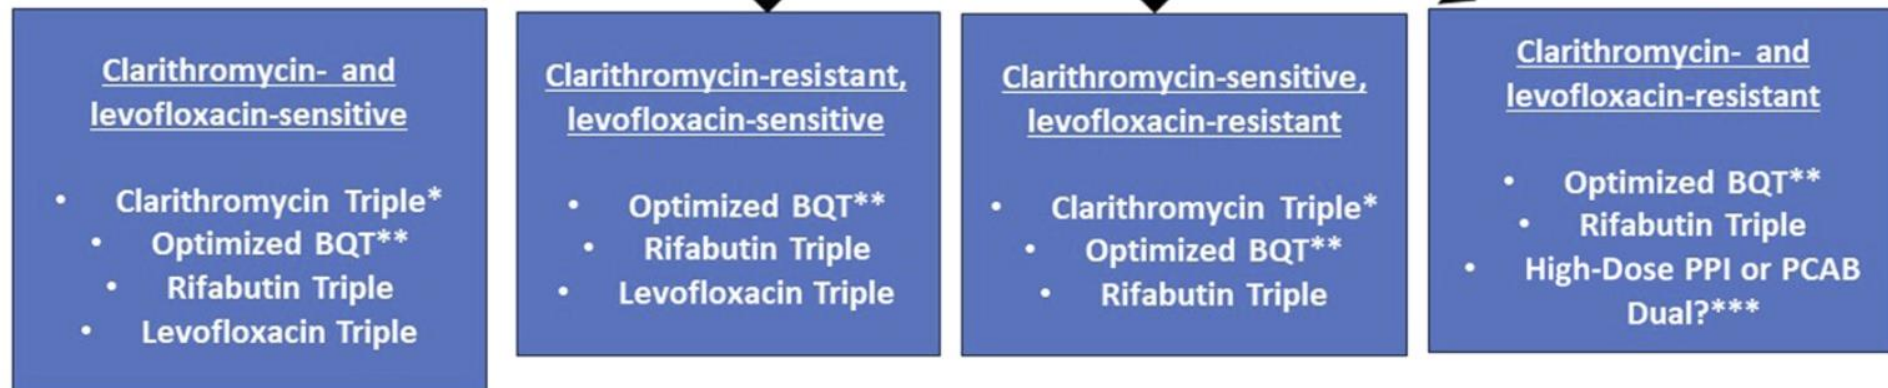 Clarithromycin- and
levofloxacin-sensitive
• Clarithromycin Triple*
• Optimized BQT**
• Rifabutin Triple
• Levofloxacin Triple
Clarithromycin-resistant,
levofloxacin-sensitive
• Optimized BQT**
• Rifabutin Triple
• Levofloxacin Triple
Clarithromycin-sensitive,
levofloxacin-resistant
• Clarithromycin Triple*
• Optimized BQT**
• Rifabutin Triple
Clarithromycin- and
levofloxacin-resistant
• Optimized BQT**
• Rifabutin Triple
• High-Dose PPI or PCAB
Dual?***